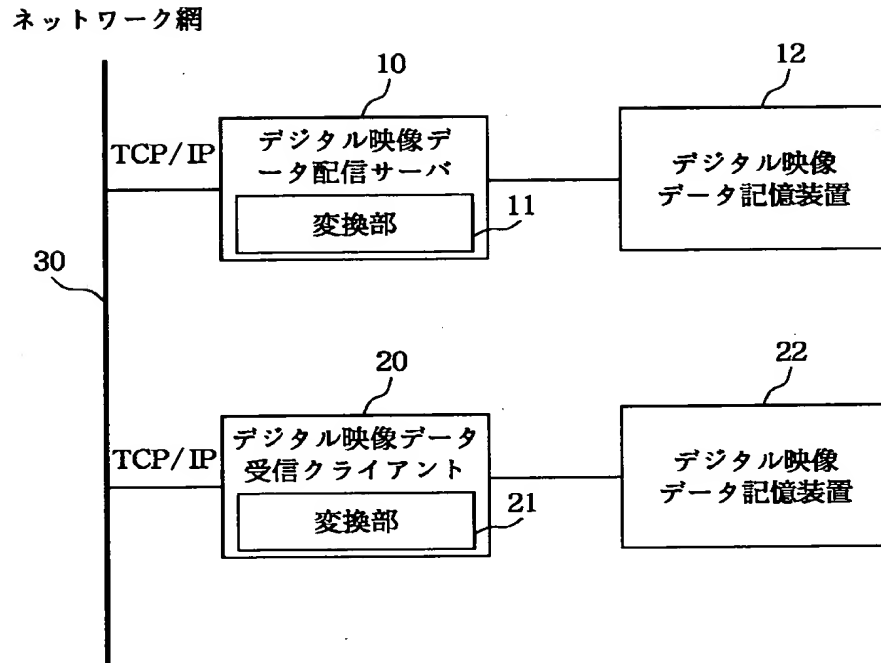 ネットワーク網
10
12
TCP/IP
デジタル映像デ
ータ配信サーバ
変換部
11
デジタル映像
データ記憶装置
30
20
22
TCP/IP
デジタル映像データ
受信クライアント
変換部
21
デジタル映像
データ記憶装置